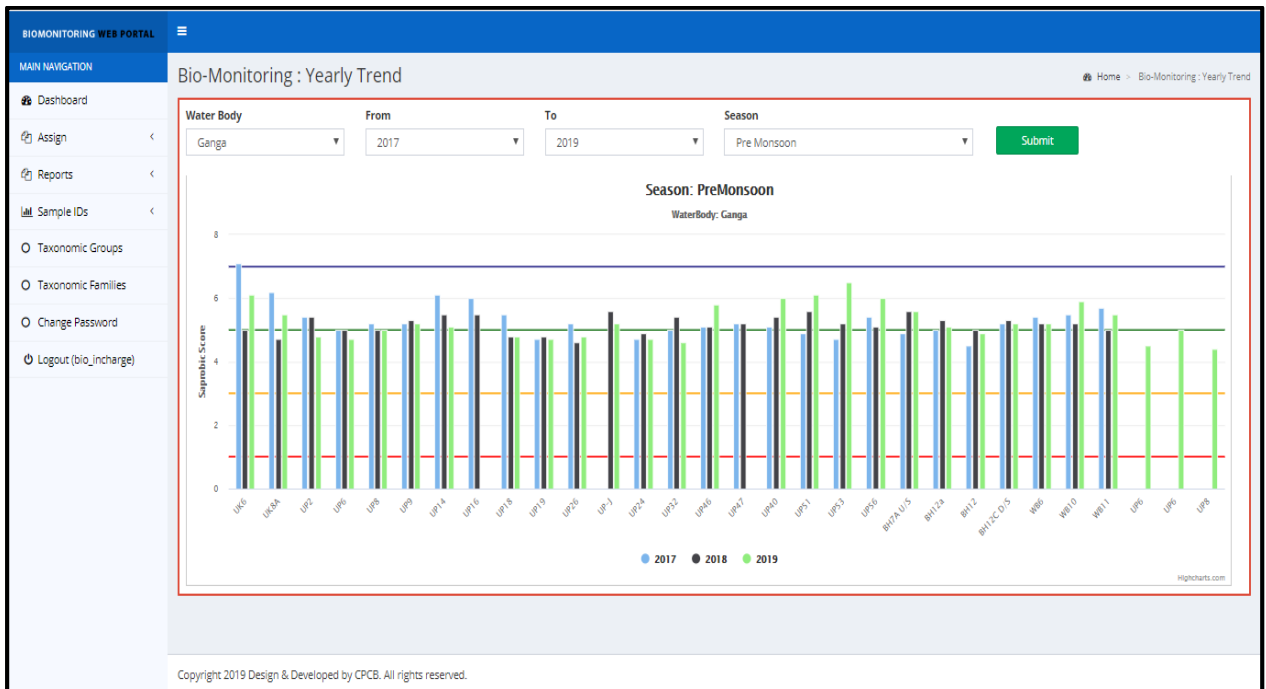 BIOMONITORING WEB PORTAL
MAIN NAVIGATION
Dashboard
Assign
Reports
Sample IDs
Taxonomic Groups
Taxonomic Families
Change Password
Logout (bio_incharge)
Bio-Monitoring : Yearly Trend
Home > Bio-Monitoring : Yearly Trend
Water Body From To Season
Ganga 2017 2019 Pre Monsoon Submit
Season: PreMonsoon
WaterBody: Ganga
Saprobic Score
8
6
4
2
0
UK6 UK8A UP2 UP6 UP8 UP9 UP14 UP16 UP18 UP19 UP26 UP-J UP24 UP32 UP46 UP47 UP40 UP51 UP53 UP56 BH7A U/S BH12a BH12 BH12C D/S WB6 WB10 WB11 UP6 UP6 UP8
2017 2018 2019
Highcharts.com
Copyright 2019 Design & Developed by CPCB. All rights reserved.